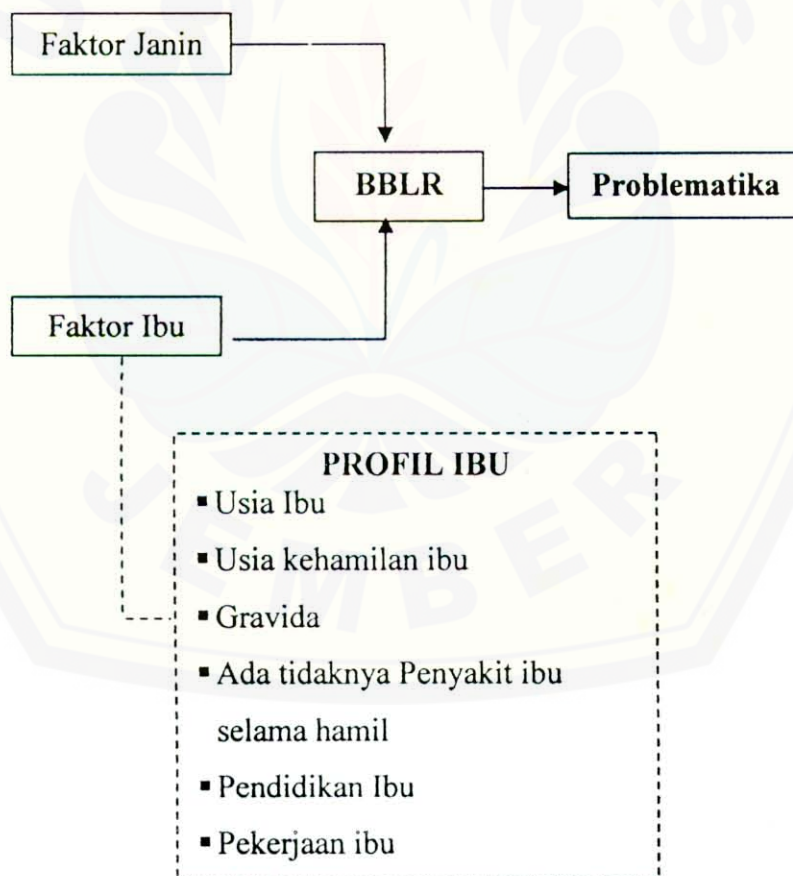 Faktor Janin
BBLR
Problematika
Faktor Ibu
PROFIL IBU
▪ Usia Ibu
▪ Usia kehamilan ibu
▪ Gravida
▪ Ada tidaknya Penyakit ibu
selama hamil
▪ Pendidikan Ibu
▪ Pekerjaan ibu
JEMBER